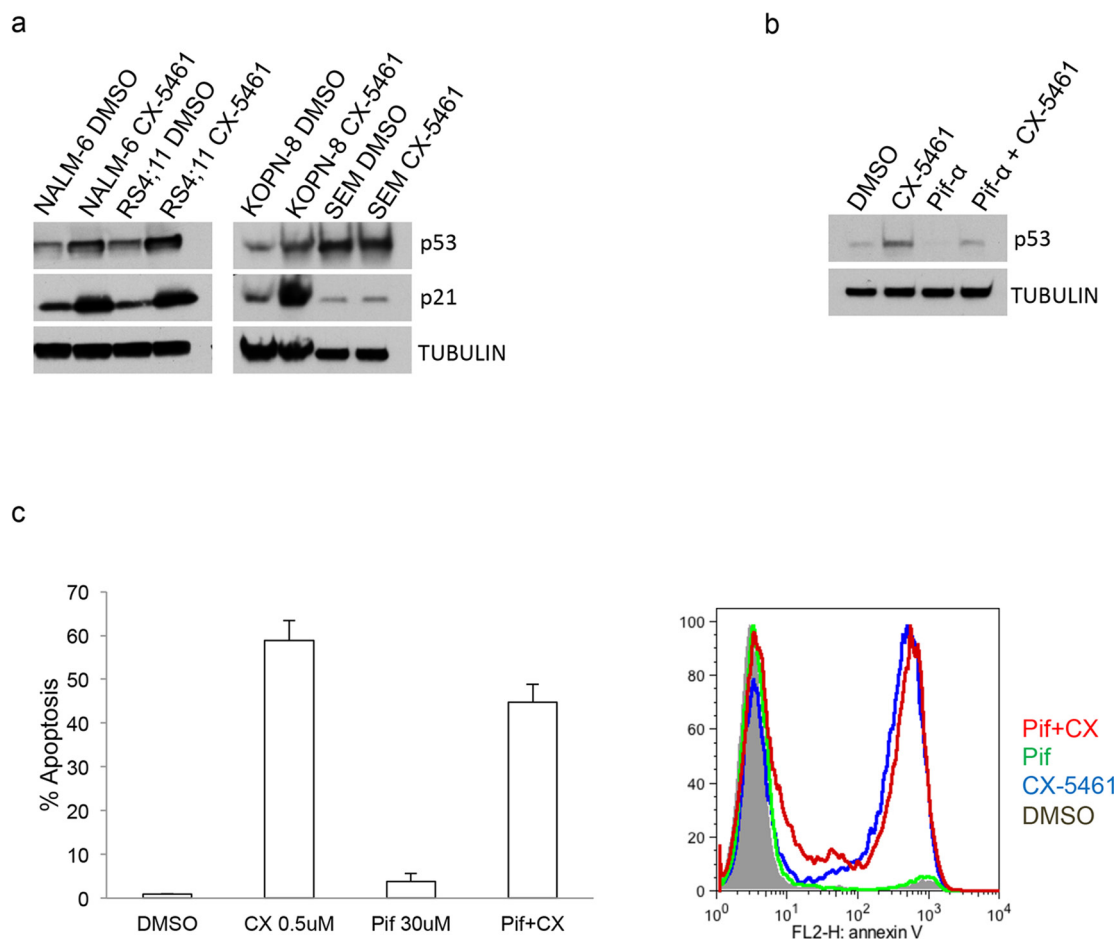 a
NALM-6 DMSO
NALM-6 CX-5461
RS4;11 DMSO
RS4;11 CX-5461
KOPN-8 DMSO
KOPN-8 CX-5461
SEM DMSO
SEM CX-5461
p53
p21
TUBULIN
b
DMSO
CX-5461
Pif-α
Pif-α + CX-5461
p53
TUBULIN
c
% Apoptosis
70
60
50
40
30
20
10
0
DMSO CX 0.5uM Pif 30uM Pif+CX
100
80
60
40
20
0
10^0 10^1 10^2 10^3 10^4
FL2-H: annexin V
Pif+CX
Pif
CX-5461
DMSO